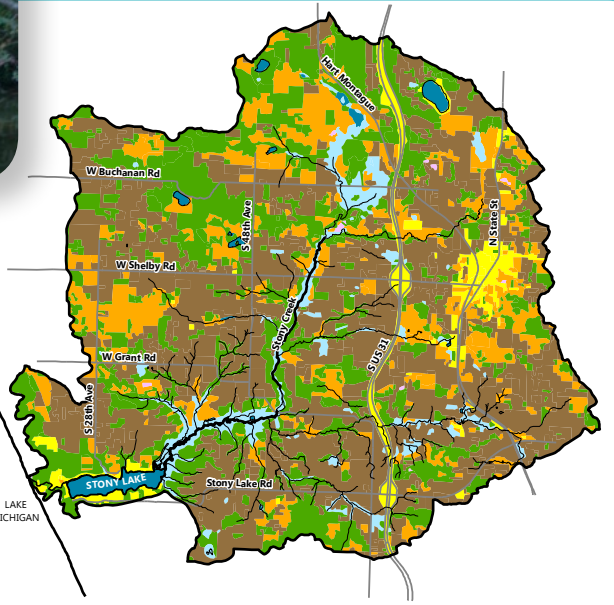 Hart Montague
W Buchanan Rd
S 48th Ave
N State St
W Shelby Rd
Stony Creek
S US 31
W Grant Rd
S 28th Ave
STONY LAKE
Stony Lake Rd
LAKE
ICHIGAN